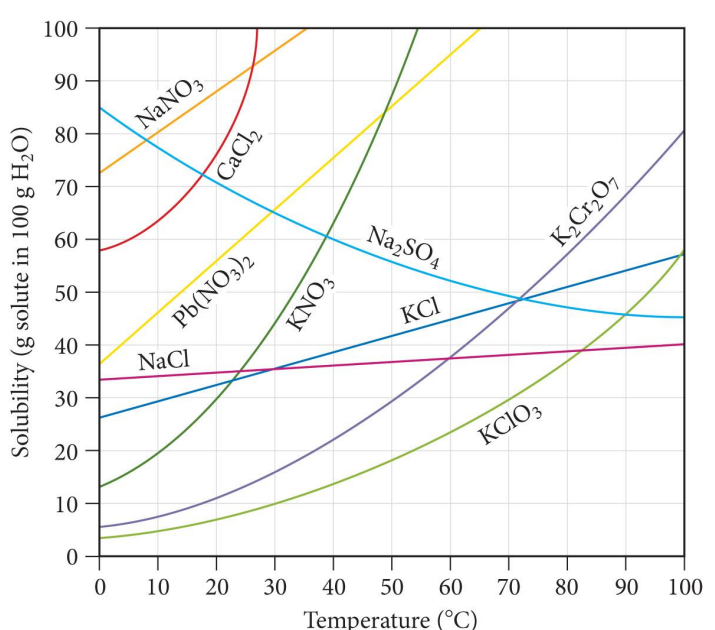 Solubility (g solute in 100 g H₂O)
100
90
80
70
60
50
40
30
20
10
0
NaNO₃
CaCl₂
Pb(NO₃)₂
KNO₃
Na₂SO₄
K₂Cr₂O₇
KCl
NaCl
KClO₃
0 10 20 30 40 50 60 70 80 90 100
Temperature (°C)